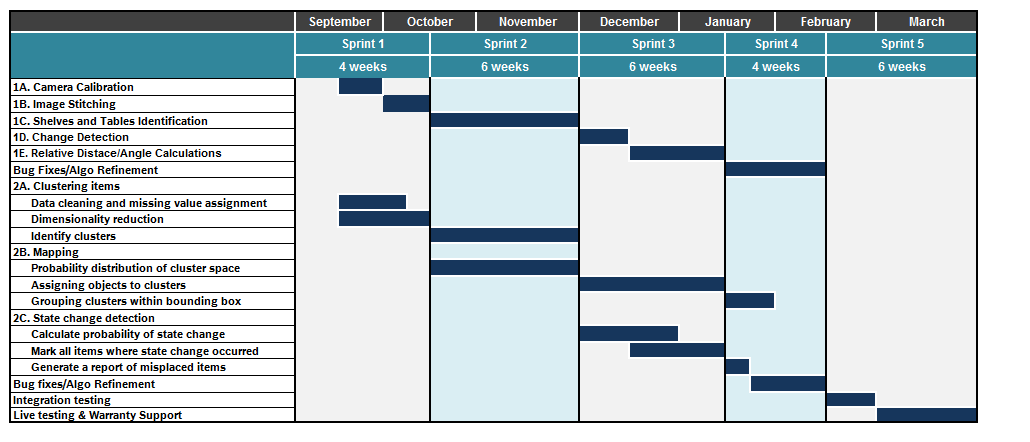 September October November December January February March
Sprint 1 Sprint 2 Sprint 3 Sprint 4 Sprint 5
4 weeks 6 weeks 6 weeks 4 weeks 6 weeks
1A. Camera Calibration
1B. Image Stitching
1C. Shelves and Tables Identification
1D. Change Detection
1E. Relative Distace/Angle Calculations
Bug Fixes/Algo Refinement
2A. Clustering items
Data cleaning and missing value assignment
Dimensionality reduction
Identify clusters
2B. Mapping
Probability distribution of cluster space
Assigning objects to clusters
Grouping clusters within bounding box
2C. State change detection
Calculate probability of state change
Mark all items where state change occurred
Generate a report of misplaced items
Bug fixes/Algo Refinement
Integration testing
Live testing & Warranty Support